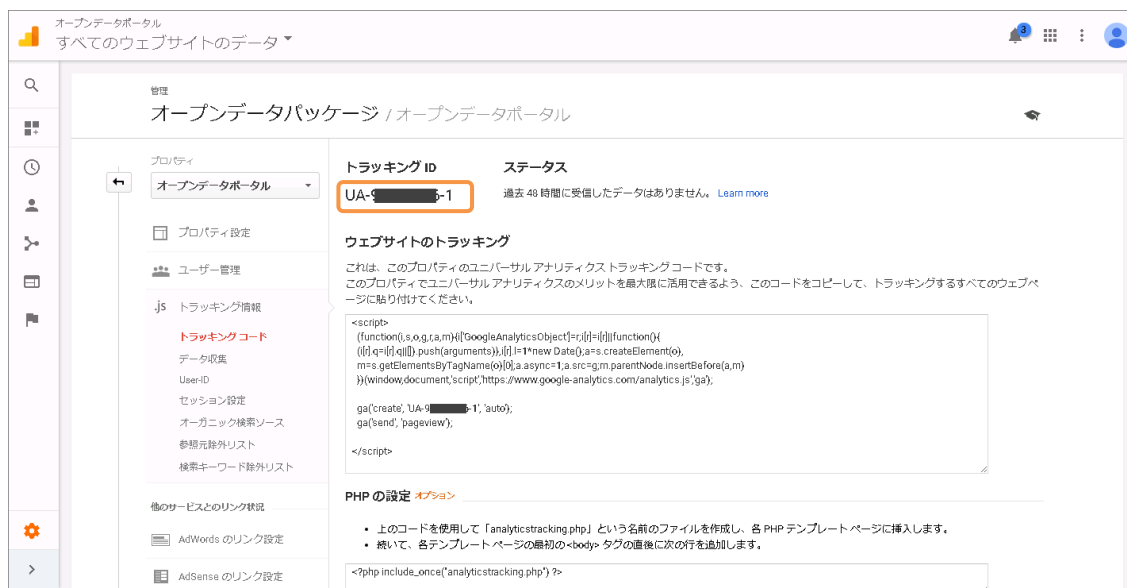 オープンデータポータル
すべてのウェブサイトのデータ
3
管理
オープンデータパッケージ / オープンデータポータル
プロパティ
オープンデータポータル
プロパティ設定
ユーザー管理
.js トラッキング情報
トラッキング コード
データ収集
User-ID
セッション設定
オーガニック検索ソース
参照元除外リスト
検索キーワード除外リスト
他のサービスとのリンク状況
AdWords のリンク設定
AdSense のリンク設定
トラッキング ID
UA-9 6-1
ステータス
過去 48 時間に受信したデータはありません。 Learn more
ウェブサイトのトラッキング
これは、このプロパティのユニバーサル アナリティクス トラッキング コードです。
このプロパティでユニバーサル アナリティクスのメリットを最大限に活用できるよう、このコードをコピーして、トラッキングするすべてのウェブペ
ージに貼り付けてください。
<script>
(function(i,s,o,g,r,a,m){i['GoogleAnalyticsObject']=r;i[r]=i[r]||function(){
(i[r].q=i[r].q||[]).push(arguments)},i[r].l=1*new Date();a=s.createElement(o),
m=s.getElementsByTagName(o)[0];a.async=1;a.src=g;m.parentNode.insertBefore(a,m)
})(window,document,'script','https://www.google-analytics.com/analytics.js','ga');
ga('create', 'UA-9 6-1', 'auto');
ga('send', 'pageview');
</script>
PHP の設定 オプション
• 上のコードを使用して「analyticstracking.php」という名前のファイルを作成し、各 PHP テンプレート ページに挿入します。
• 続いて、各テンプレート ページの最初の <body> タグの直後に次の行を追加します。
<?php include_once("analyticstracking.php") ?>